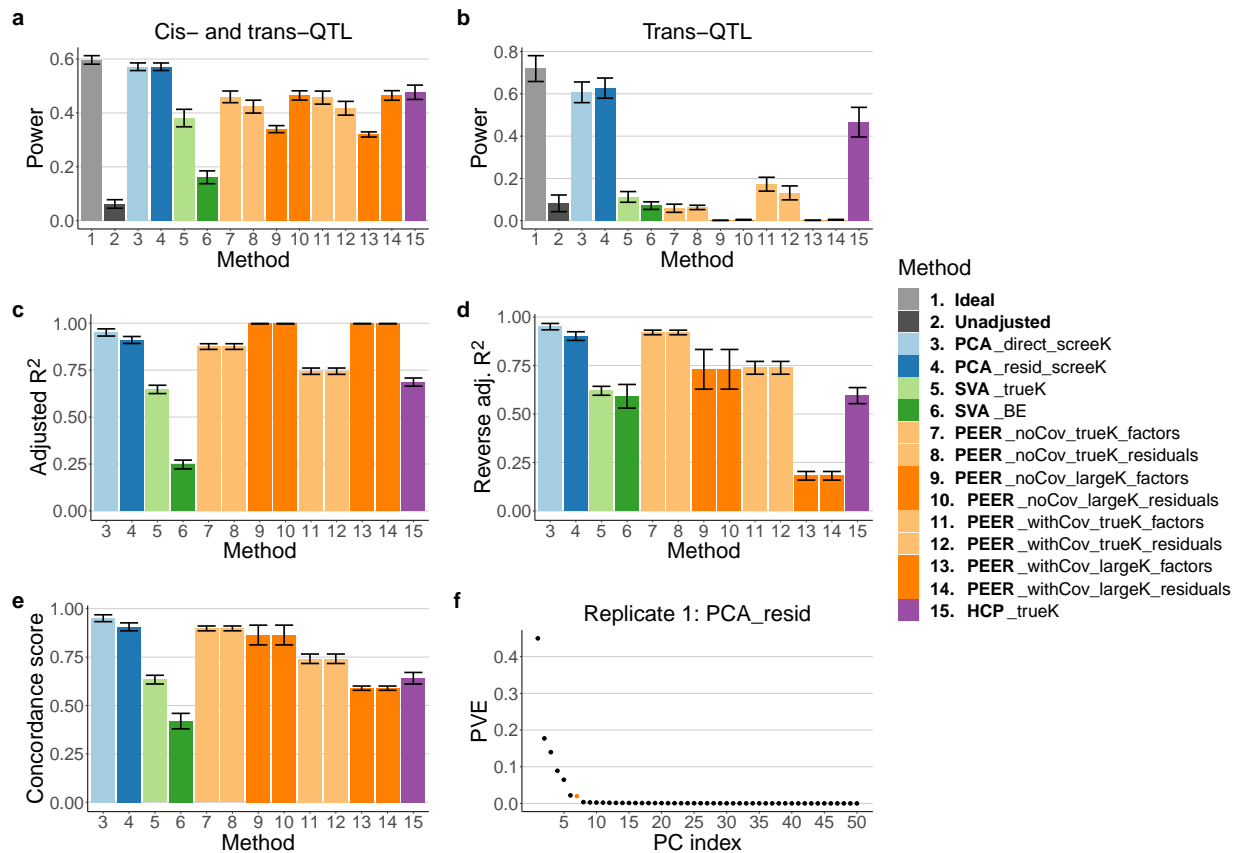 a
Cis− and trans−QTL
Power
0.6
0.4
0.2
0.0
1 2 3 4 5 6 7 8 9 10 11 12 13 14 15
Method
b
Trans−QTL
Power
0.8
0.6
0.4
0.2
0.0
1 2 3 4 5 6 7 8 9 10 11 12 13 14 15
Method
c
Adjusted R²
1.00
0.75
0.50
0.25
0.00
3 4 5 6 7 8 9 10 11 12 13 14 15
Method
d
Reverse adj. R²
1.00
0.75
0.50
0.25
0.00
3 4 5 6 7 8 9 10 11 12 13 14 15
Method
e
Concordance score
1.00
0.75
0.50
0.25
0.00
3 4 5 6 7 8 9 10 11 12 13 14 15
Method
f
Replicate 1: PCA_resid
PVE
0.4
0.3
0.2
0.1
0.0
5 10 15 20 25 30 35 40 45 50
PC index
Method
1. Ideal
2. Unadjusted
3. PCA_direct_screeK
4. PCA_resid_screeK
5. SVA_trueK
6. SVA_BE
7. PEER_noCov_trueK_factors
8. PEER_noCov_trueK_residuals
9. PEER_noCov_largeK_factors
10. PEER_noCov_largeK_residuals
11. PEER_withCov_trueK_factors
12. PEER_withCov_trueK_residuals
13. PEER_withCov_largeK_factors
14. PEER_withCov_largeK_residuals
15. HCP_trueK